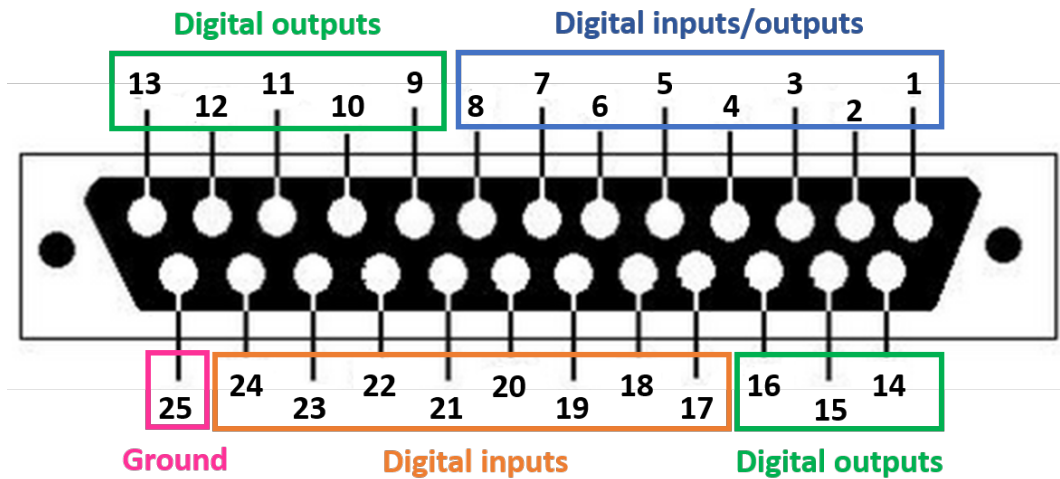 Digital outputs Digital inputs/outputs
13 12 11 10 9 8 7 6 5 4 3 2 1
25 24 23 22 21 20 19 18 17 16 15 14
Ground Digital inputs Digital outputs